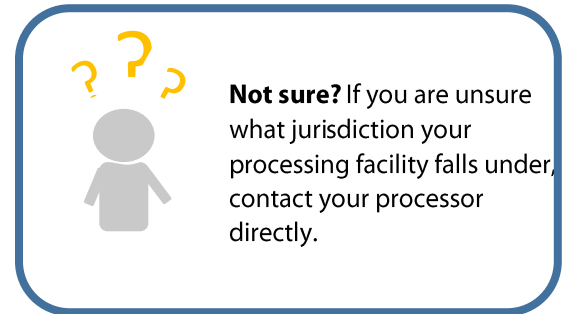 ? ? ?
Not sure? If you are unsure
what jurisdiction your
processing facility falls under,
contact your processor
directly.